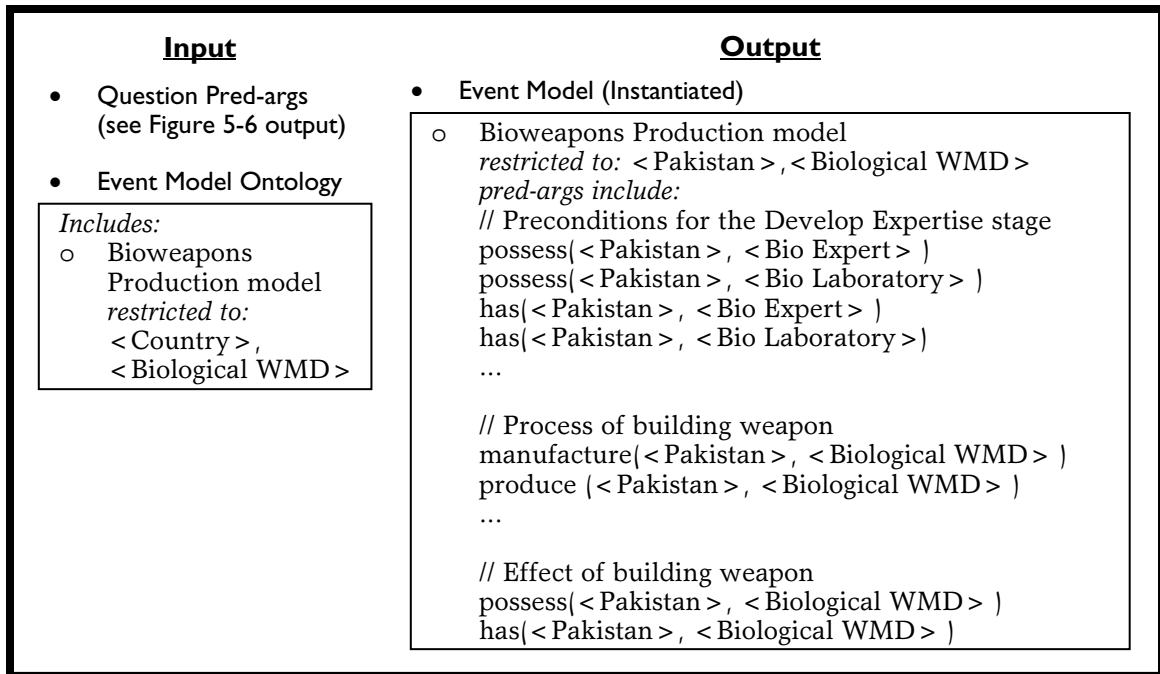 Input
• Question Pred-args
(see Figure 5-6 output)
• Event Model Ontology
Includes:
o Bioweapons
Production model
restricted to:
<Country>,
<Biological WMD>
Output
• Event Model (Instantiated)
o Bioweapons Production model
restricted to: <Pakistan>,<Biological WMD>
pred-args include:
// Preconditions for the Develop Expertise stage
possess(<Pakistan>, <Bio Expert> )
possess(<Pakistan>, <Bio Laboratory> )
has(<Pakistan>, <Bio Expert> )
has(<Pakistan>, <Bio Laboratory>)
...
// Process of building weapon
manufacture(<Pakistan>, <Biological WMD> )
produce (<Pakistan>, <Biological WMD> )
...
// Effect of building weapon
possess(<Pakistan>, <Biological WMD> )
has(<Pakistan>, <Biological WMD> )